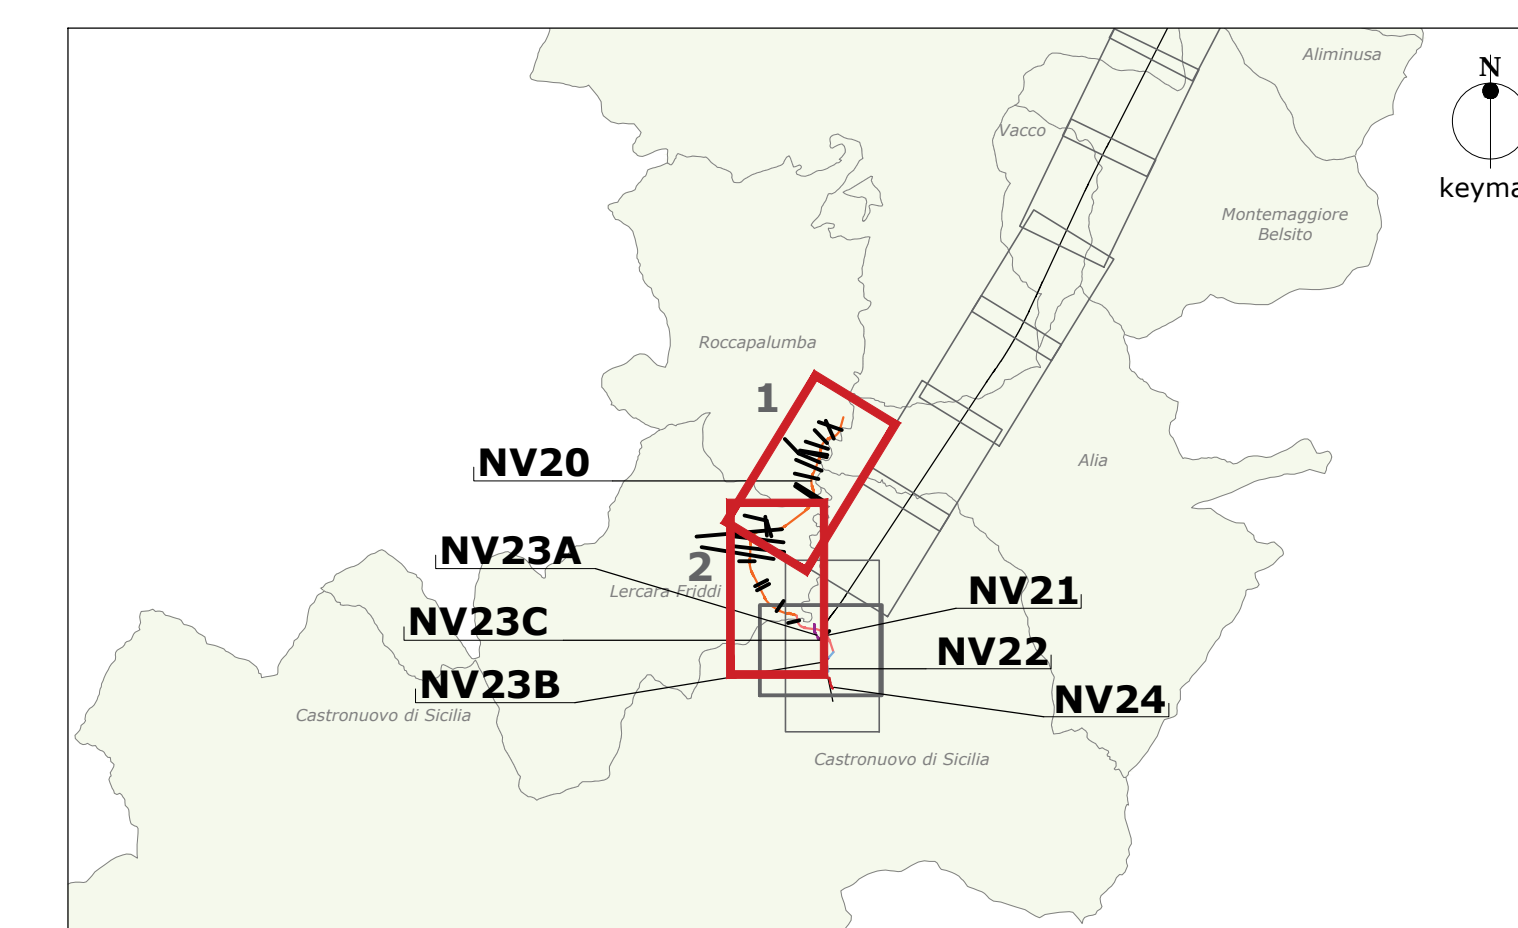 Aliminusa
N
Vacco
keyma
Montemaggiore
Belsito
Roccapalumba
1
NV20
Alia
NV23A
2
Lercara Friddi
NV21
NV23C
NV22
NV23B
NV24
Castronuovo di Sicilia
Castronuovo di Sicilia